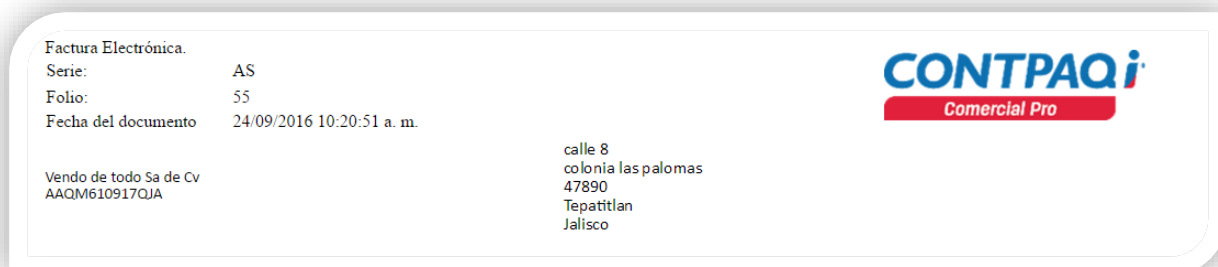 Factura Electrónica.
Serie: AS
Folio: 55
Fecha del documento 24/09/2016 10:20:51 a. m.
CONTPAQi
Comercial Pro
Vendo de todo Sa de Cv
AAQM610917QJA
calle 8
colonia las palomas
47890
Tepatitlan
Jalisco